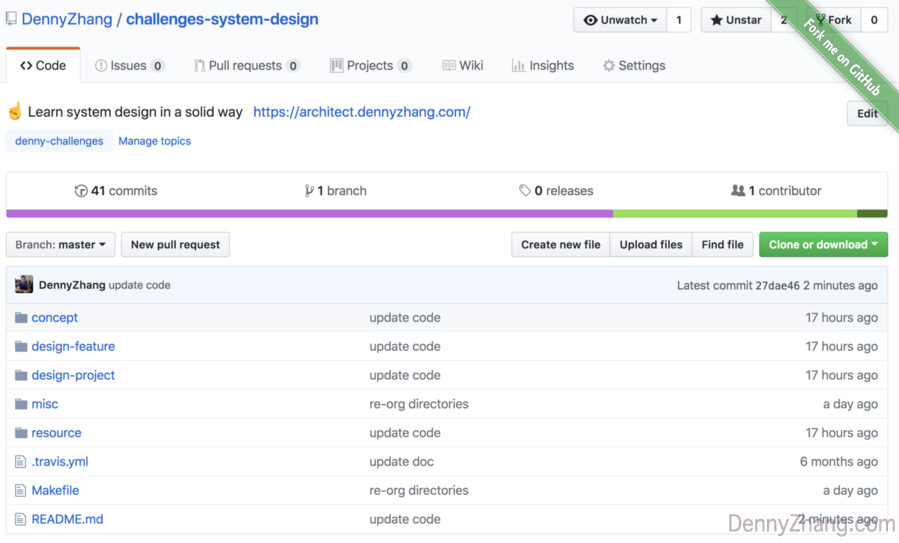 DennyZhang / challenges-system-design
Unwatch 1 Unstar 2 Fork 0
Fork me on GitHub
Code Issues 0 Pull requests 0 Projects 0 Wiki Insights Settings
Learn system design in a solid way https://architect.dennyzhang.com/ Edit
denny-challenges Manage topics
41 commits 1 branch 0 releases 1 contributor
Branch: master New pull request Create new file Upload files Find file Clone or download
DennyZhang update code Latest commit 27dae46 2 minutes ago
concept update code 17 hours ago
design-feature update code 17 hours ago
design-project update code 17 hours ago
misc re-org directories a day ago
resource update code 17 hours ago
.travis.yml update doc 6 months ago
Makefile re-org directories a day ago
README.md update code 2 minutes ago
DennyZhang.com